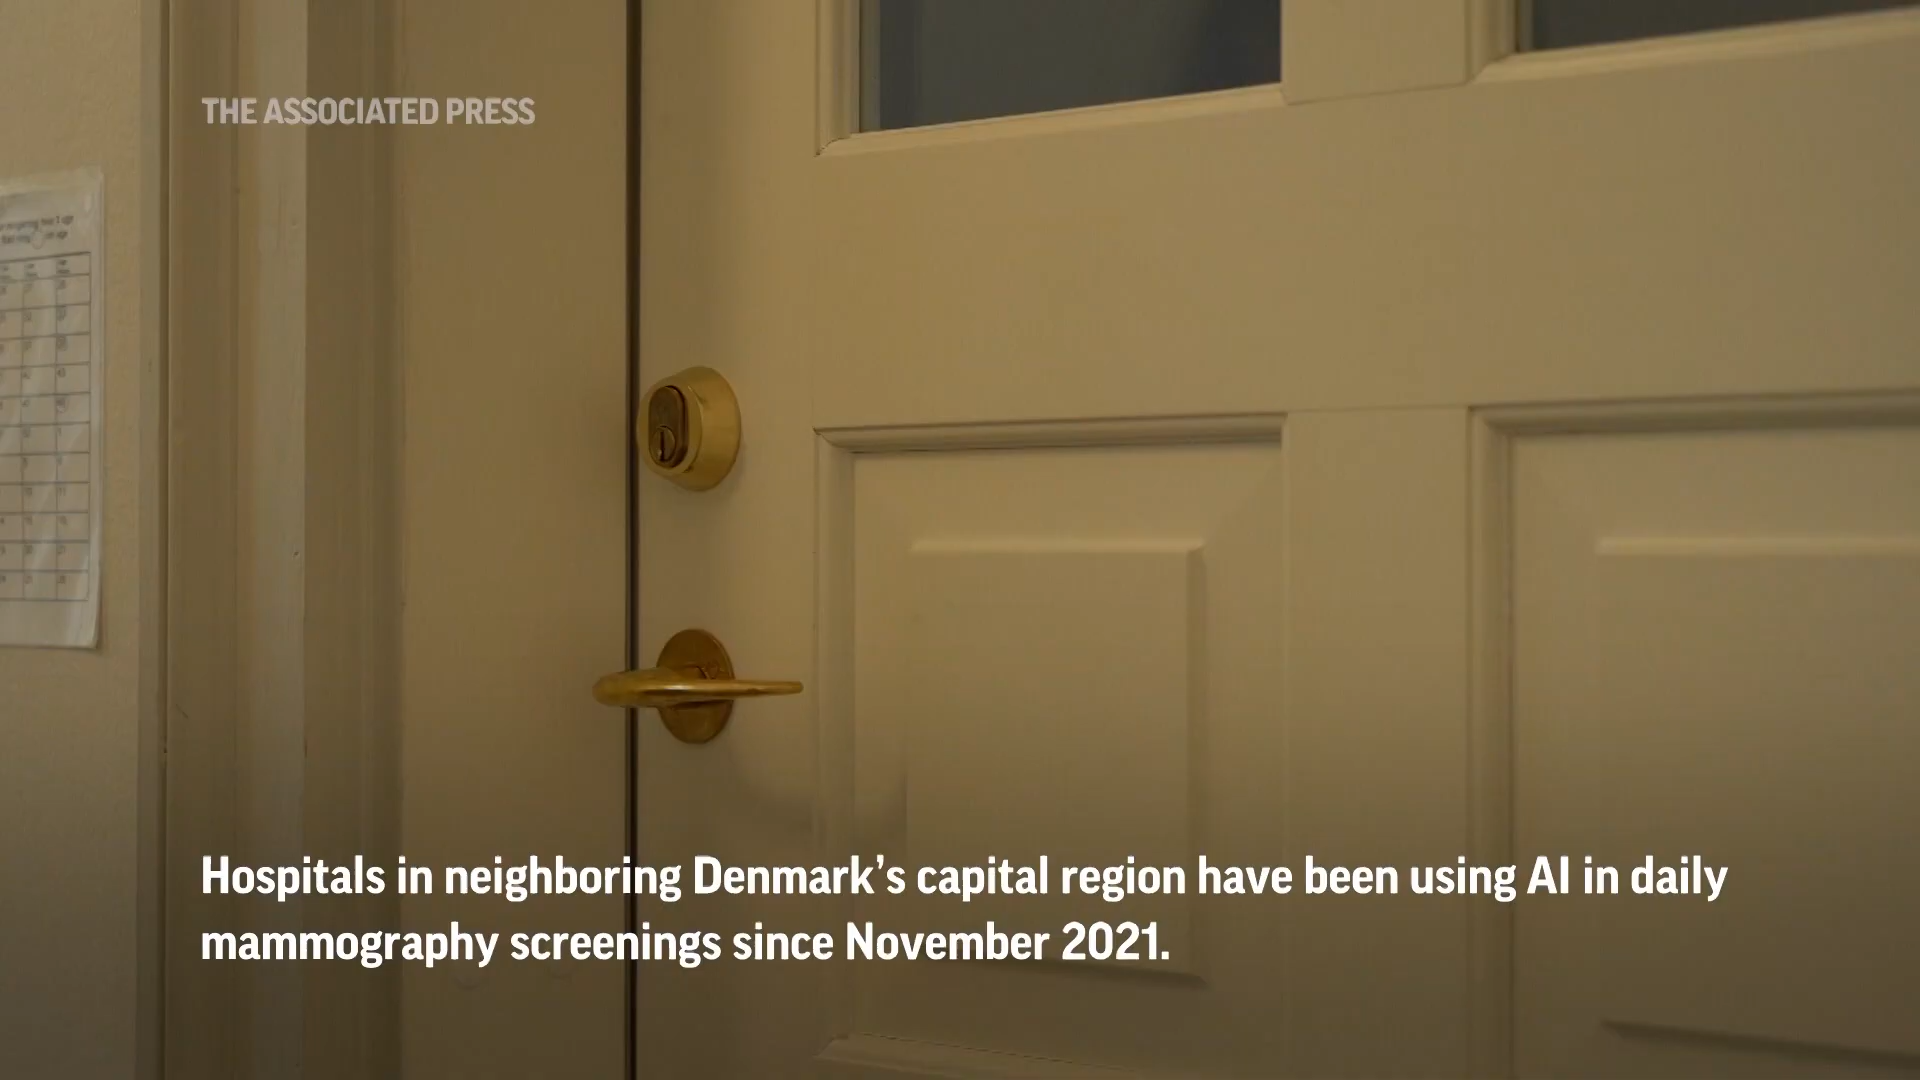 THE ASSOCIATED PRESS
Hospitals in neighboring Denmark’s capital region have been using AI in daily
mammography screenings since November 2021.